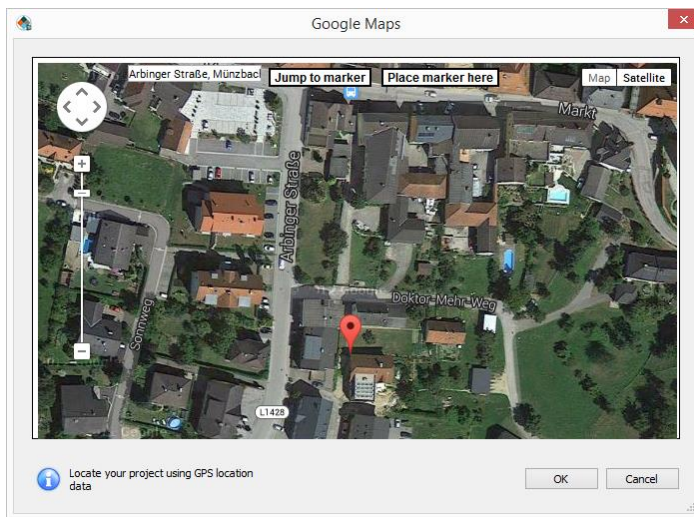 Google Maps
Arbinger Straße, Münzbac
Jump to marker
Place marker here
Map
Satellite
Markt
Arbinger Straße
Doktor-Mehr-Weg
Sonnweg
L1428
Locate your project using GPS location
data
OK
Cancel